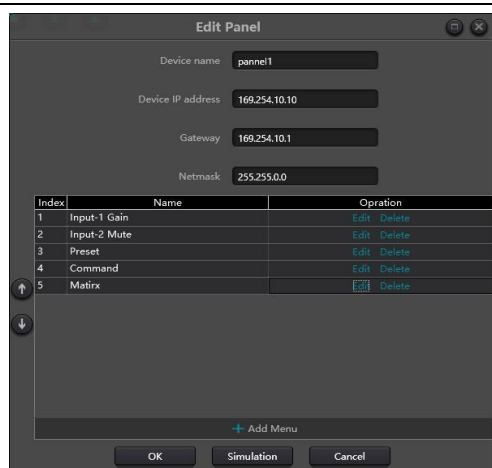 Edit Panel
Device name pannel1
Device IP address 169.254.10.10
Gateway 169.254.10.1
Netmask 255.255.0.0
Index Name Opration
1 Input-1 Gain Edit Delete
2 Input-2 Mute Edit Delete
3 Preset Edit Delete
4 Command Edit Delete
5 Matirx Edit Delete
+ Add Menu
OK Simulation Cancel